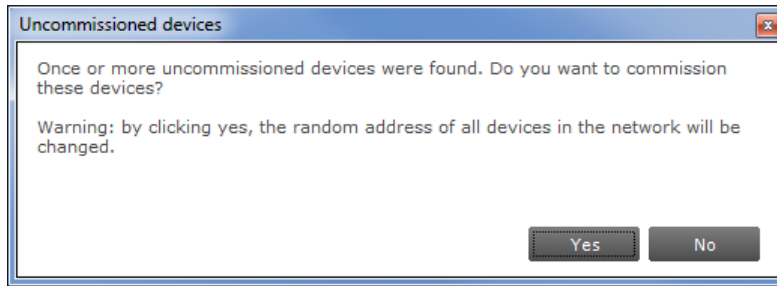 Uncommissioned devices
Once or more uncommissioned devices were found. Do you want to commission
these devices?
Warning: by clicking yes, the random address of all devices in the network will be
changed.
Yes No